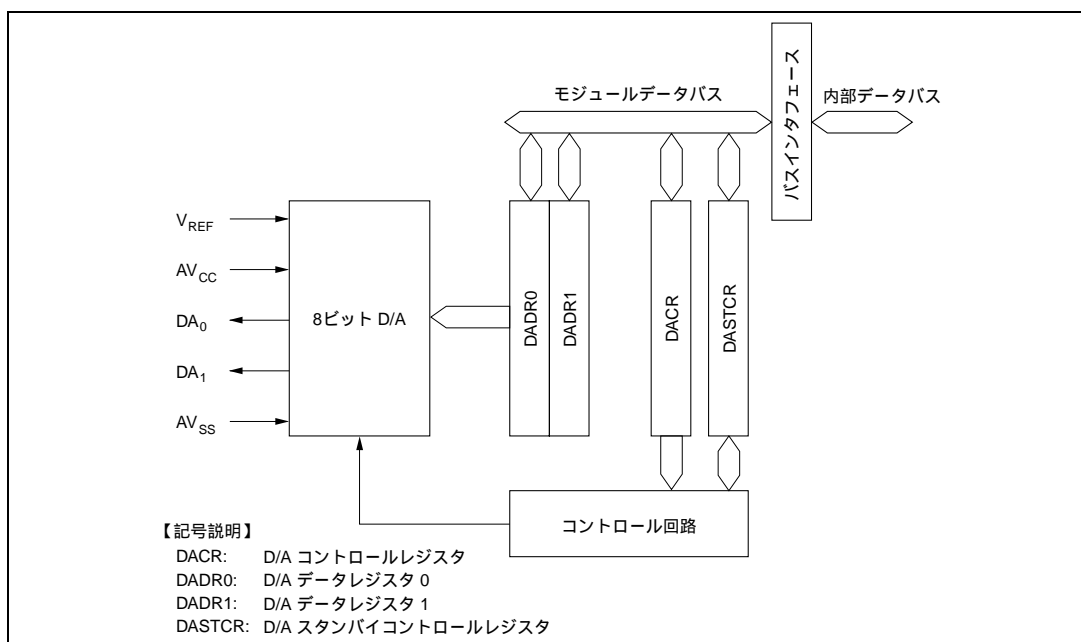 モジュールデータバス
バスインタフェース
内部データバス
VREF
AVCC
DA0
DA1
AVSS
8ビット D/A
DADR0
DADR1
DACR
DASTCR
コントロール回路
【記号説明】
DACR: D/A コントロールレジスタ
DADR0: D/A データレジスタ 0
DADR1: D/A データレジスタ 1
DASTCR: D/A スタンバイコントロールレジスタ